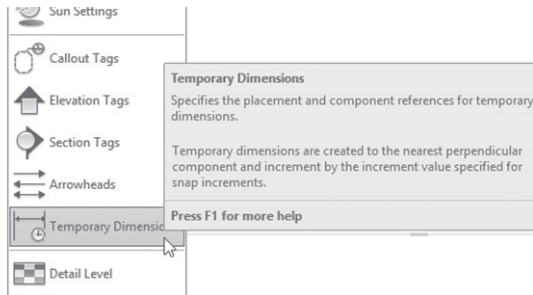 Sun Settings
Callout Tags
Elevation Tags
Section Tags
Arrowheads
Temporary Dimensio
Detail Level
Temporary Dimensions
Specifies the placement and component references for temporary
dimensions.
Temporary dimensions are created to the nearest perpendicular
component and increment by the increment value specified for
snap increments.
Press F1 for more help